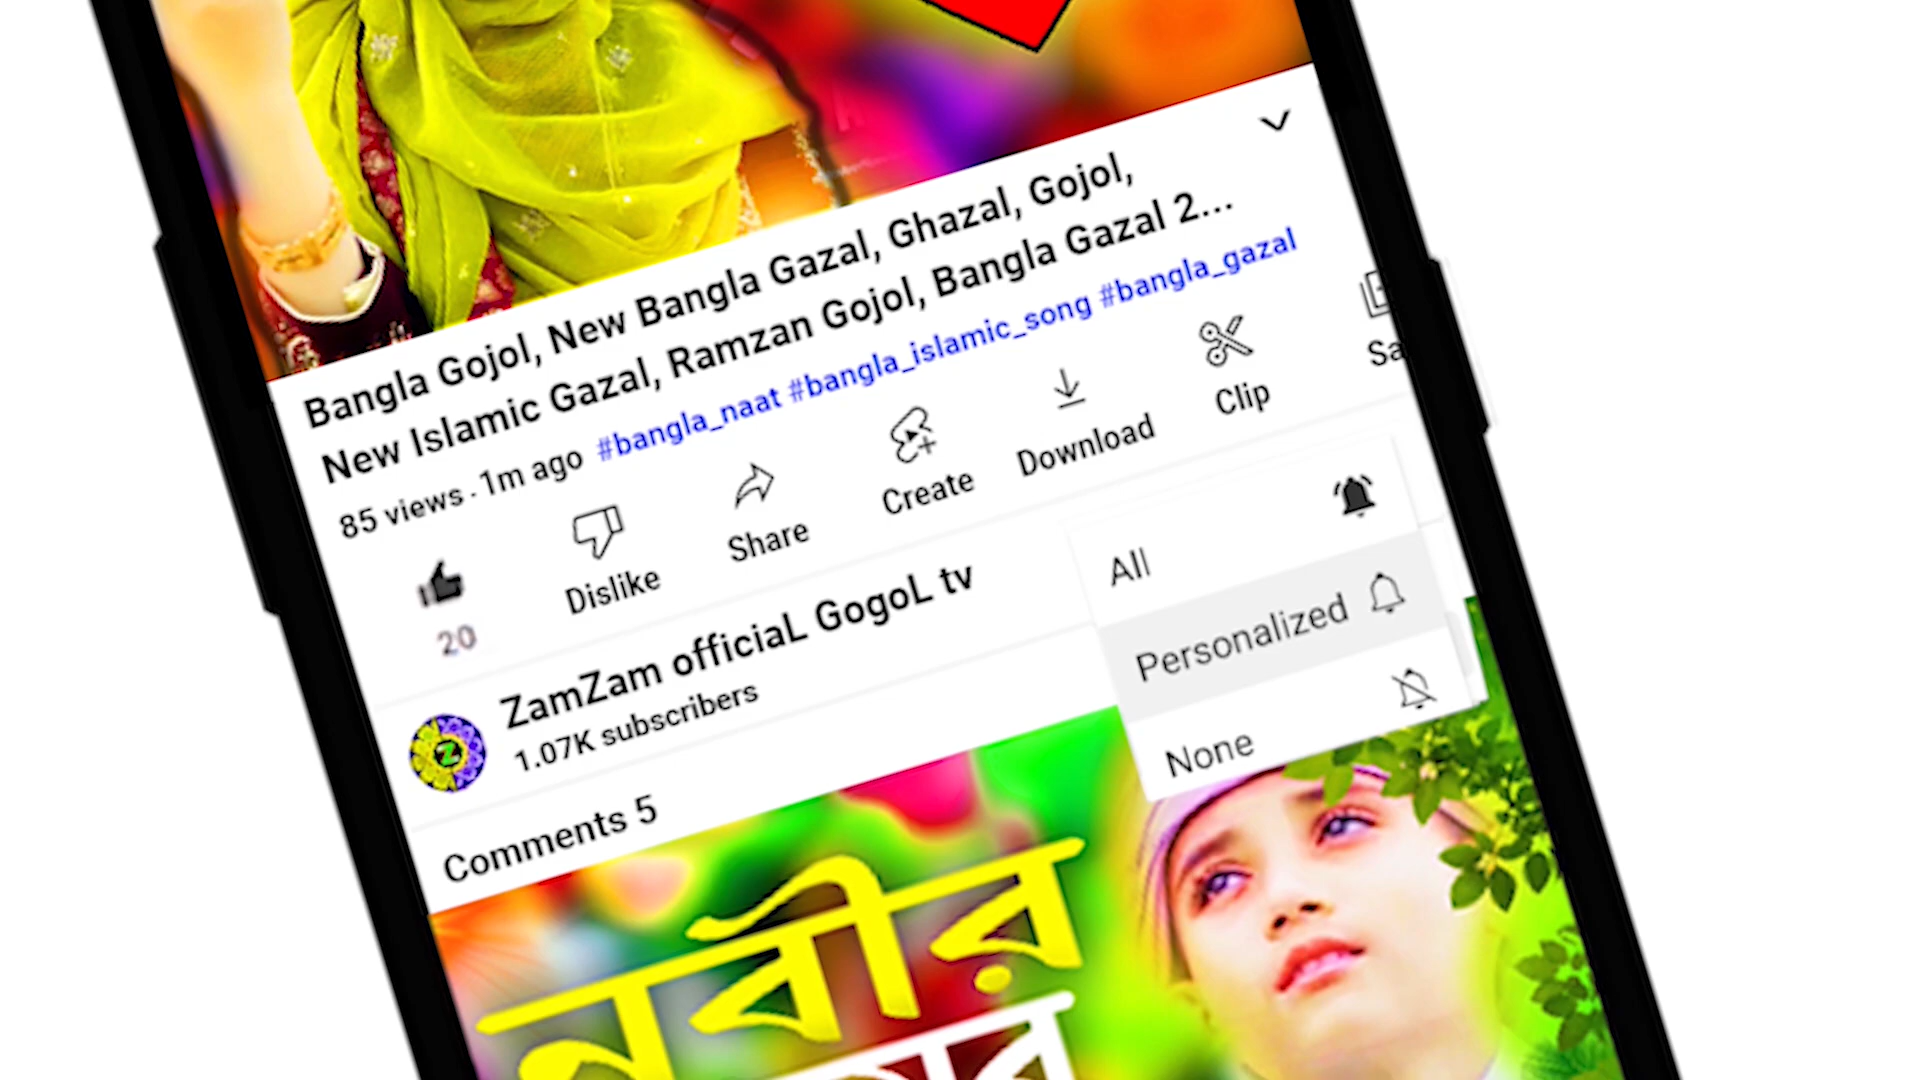 Bangla Gojol, New Bangla Gazal, Ghazal, Gojol,
New Islamic Gazal, Ramzan Gojol, Bangla Gazal 2...
85 views · 1m ago #bangla_naat #bangla_islamic_song #bangla_gazal
20
Dislike
Share
Create
Download
Clip
Sa
ZamZam officiaL GogoL tv
1.07K subscribers
All
Personalized
None
Comments 5
নবীর